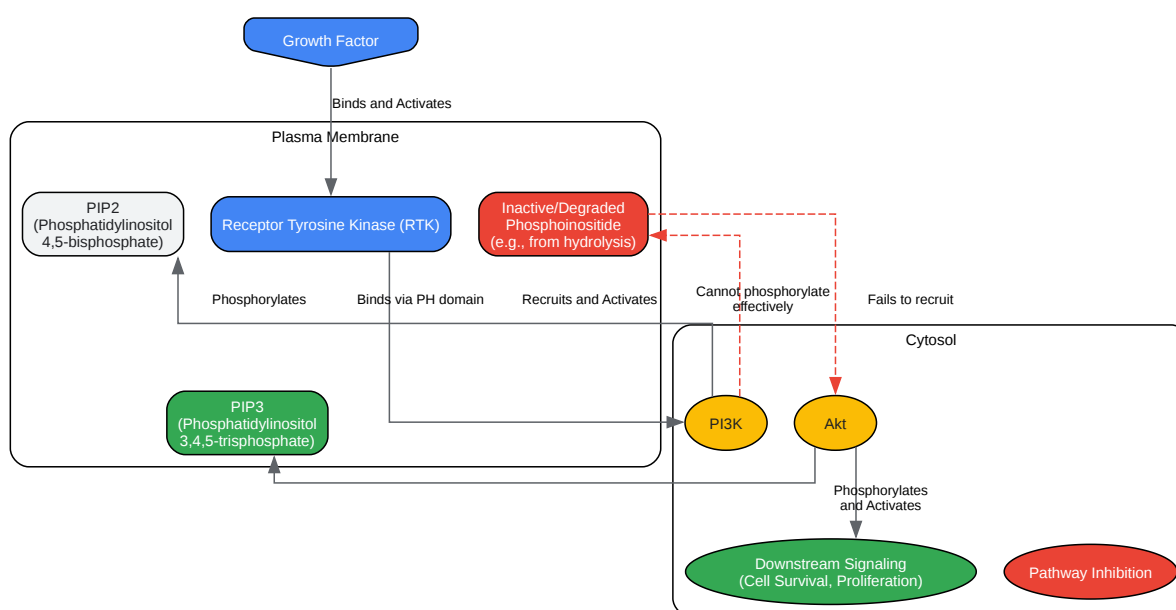 Growth Factor
Binds and Activates
Plasma Membrane
PIP2
(Phosphatidylinositol
4,5-bisphosphate)
Receptor Tyrosine Kinase (RTK)
Inactive/Degraded
Phosphoinositide
(e.g., from hydrolysis)
Phosphorylates
Binds via PH domain
Recruits and Activates
Cannot phosphorylate
effectively
Fails to recruit
Cytosol
PIP3
(Phosphatidylinositol
3,4,5-trisphosphate)
PI3K
Akt
Phosphorylates
and Activates
Downstream Signaling
(Cell Survival, Proliferation)
Pathway Inhibition